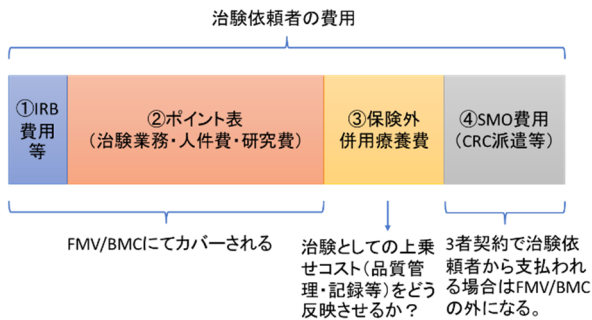 治験依頼者の費用
①IRB
費用
等
②ポイント表
(治験業務・人件費・研究費)
③保険外
併用療養費
④SMO費用
(CRC派遣等)
FMV/BMCにてカバーされる
治験としての上乗
せコスト(品質管
理・記録等)をどう
反映させるか？
3者契約で治験依
頼者から支払われ
る場合はFMV/BMC
の外になる。